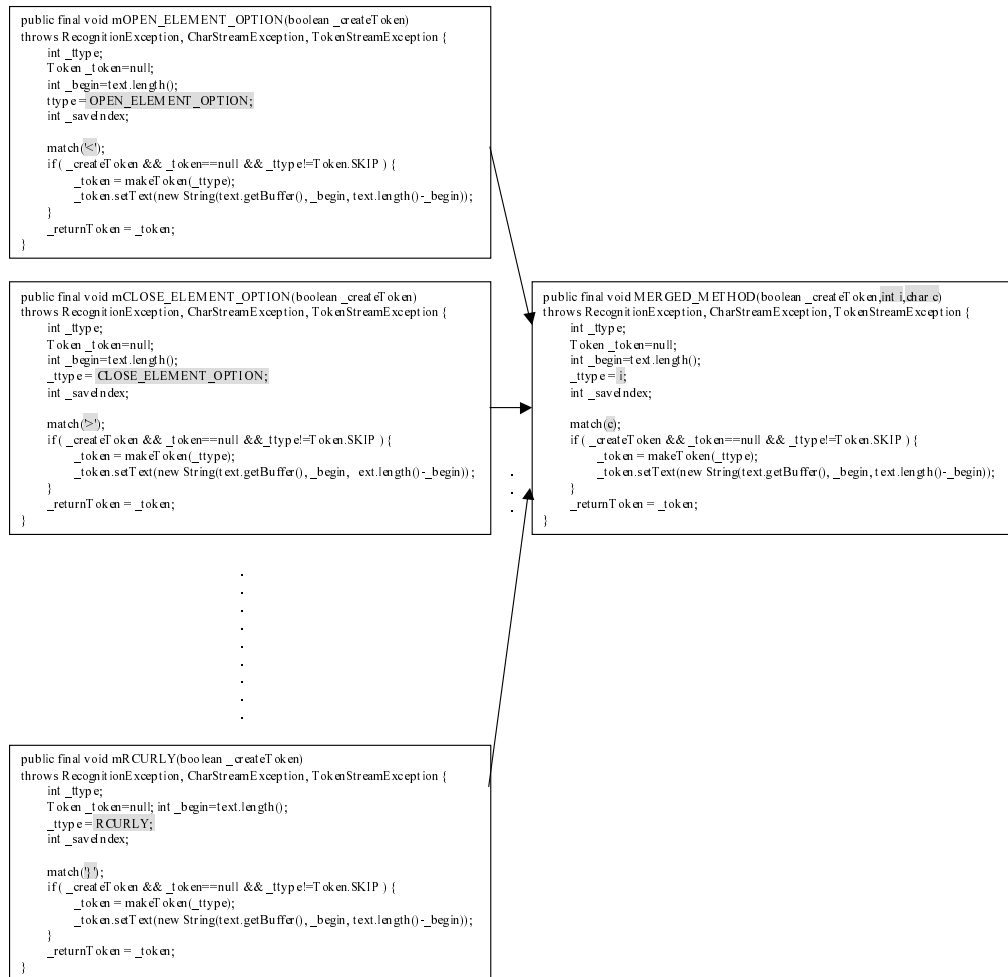 public final void mOPEN_ELEMENT_OPTION(boolean _createToken)
throws RecognitionException, CharStreamException, TokenStreamException {
int _ttype;
Token _token=null;
int _begin=text.length();
ttype = OPEN_ELEMENT_OPTION;
int _saveIndex;
match('<');
if ( _createToken && _token==null && _ttype!=Token.SKIP ) {
_token = makeToken(_ttype);
_token.setText(new String(text.getBuffer(), _begin, text.length()-_begin));
}
_returnToken = _token;
}
public final void mCLOSE_ELEMENT_OPTION(boolean _createToken)
throws RecognitionException, CharStreamException, TokenStreamException {
int _ttype;
Token _token=null;
int _begin=text.length();
_ttype = CLOSE_ELEMENT_OPTION;
int _saveIndex;
match('>');
if ( _createToken && _token==null &&_ttype!=Token.SKIP ) {
_token = makeToken(_ttype);
_token.setText(new String(text.getBuffer(), _begin, ext.length()-_begin));
}
_returnToken = _token;
}
public final void MERGED_METHOD(boolean _createToken,int i,char c)
throws RecognitionException, CharStreamException, TokenStreamException {
int _ttype;
Token _token=null;
int _begin=text.length();
_ttype = i;
int _saveIndex;
match(c);
if ( _createToken && _token==null && _ttype!=Token.SKIP ) {
_token = makeToken(_ttype);
_token.setText(new String(text.getBuffer(), _begin, text.length()-_begin));
}
_returnToken = _token;
}
public final void mRCURLY(boolean _createToken)
throws RecognitionException, CharStreamException, TokenStreamException {
int _ttype;
Token _token=null; int _begin=text.length();
_ttype = RCURLY;
int _saveIndex;
match('}');
if ( _createToken && _token==null && _ttype!=Token.SKIP ) {
_token = makeToken(_ttype);
_token.setText(new String(text.getBuffer(), _begin, text.length()-_begin));
}
_returnToken = _token;
}